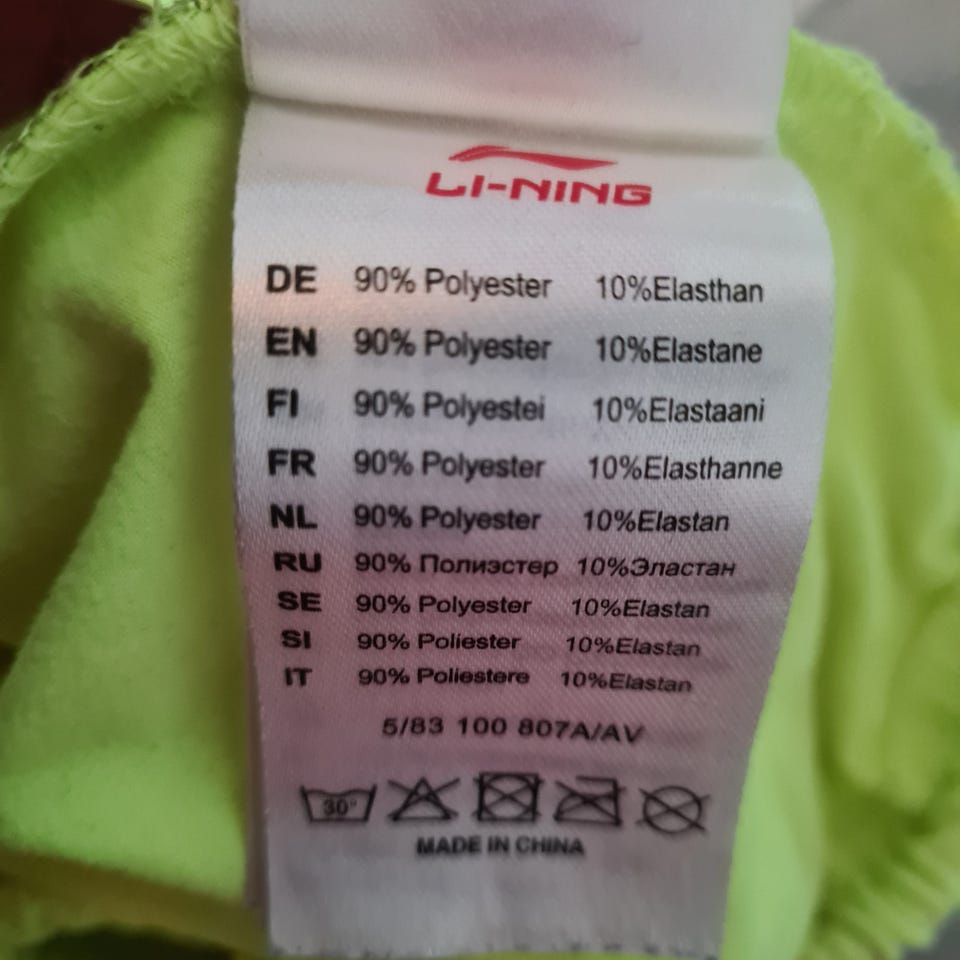 LI-NING
DE 90% Polyester 10%Elasthan
EN 90% Polyester 10%Elastane
FI 90% Polyestei 10%Elastaani
FR 90% Polyester 10%Elasthanne
NL 90% Polyester 10%Elastan
RU 90% Полиэстер 10%Эластан
SE 90% Polyester 10%Elastan
SI 90% Poliester 10%Elastan
IT 90% Poliestere 10%Elastan
5/83 100 807A/AV
30°
MADE IN CHINA